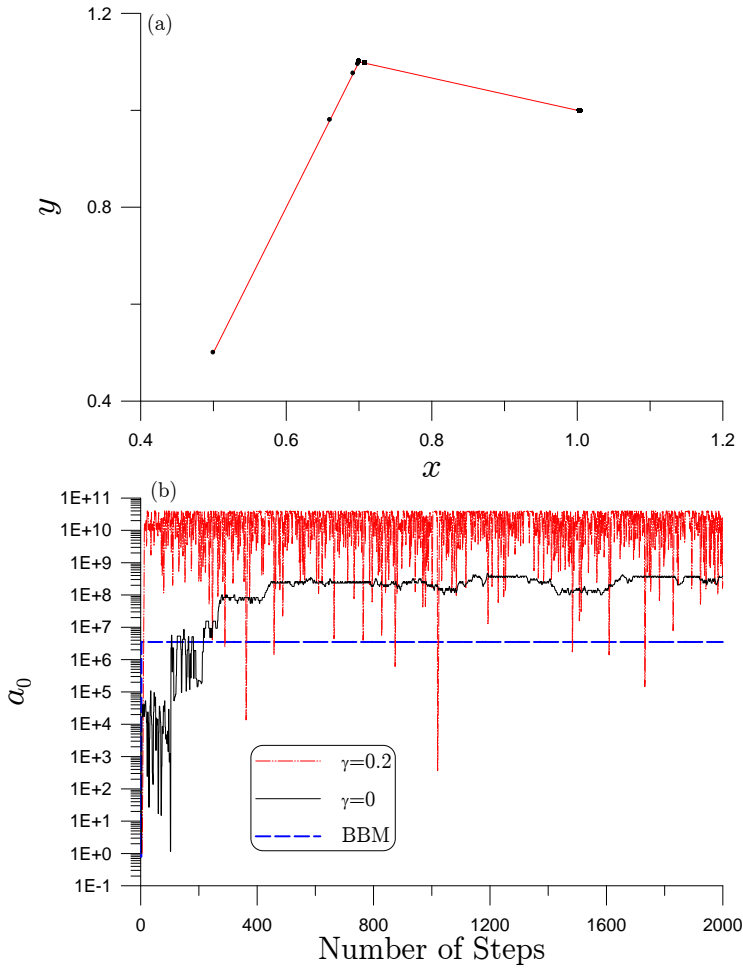 (a)
1.2
0.8
0.4
y
0.4 0.6 0.8 1.0 1.2
x
(b)
1E+11
1E+10
1E+9
1E+8
1E+7
1E+6
1E+5
1E+4
1E+3
1E+2
1E+1
1E+0
1E-1
a0
γ=0.2
γ=0
BBM
0 400 800 1200 1600 2000
Number of Steps